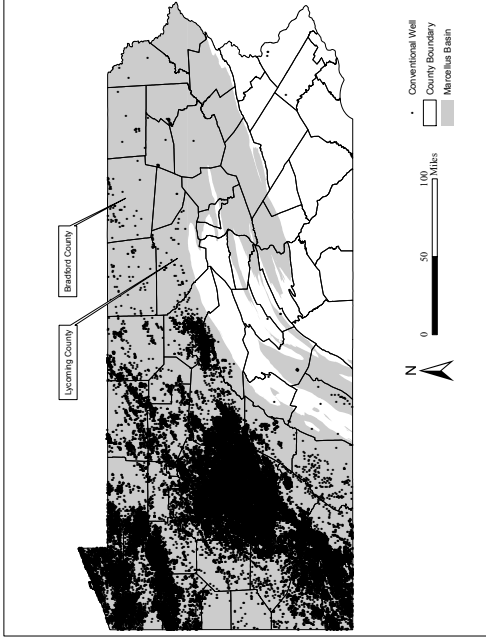 Bradford County
Lycoming County
N
0 50 100
Miles
Conventional Well
County Boundary
Marcellus Basin